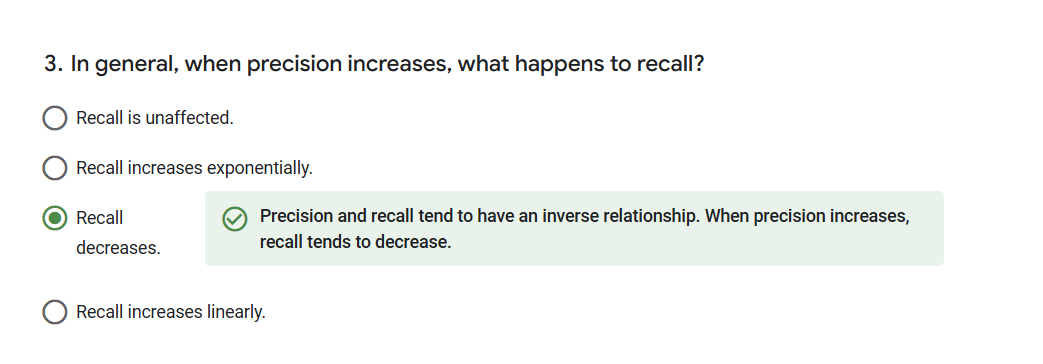 3. In general, when precision increases, what happens to recall?
Recall is unaffected.
Recall increases exponentially.
Recall
decreases.
Precision and recall tend to have an inverse relationship. When precision increases,
recall tends to decrease.
Recall increases linearly.